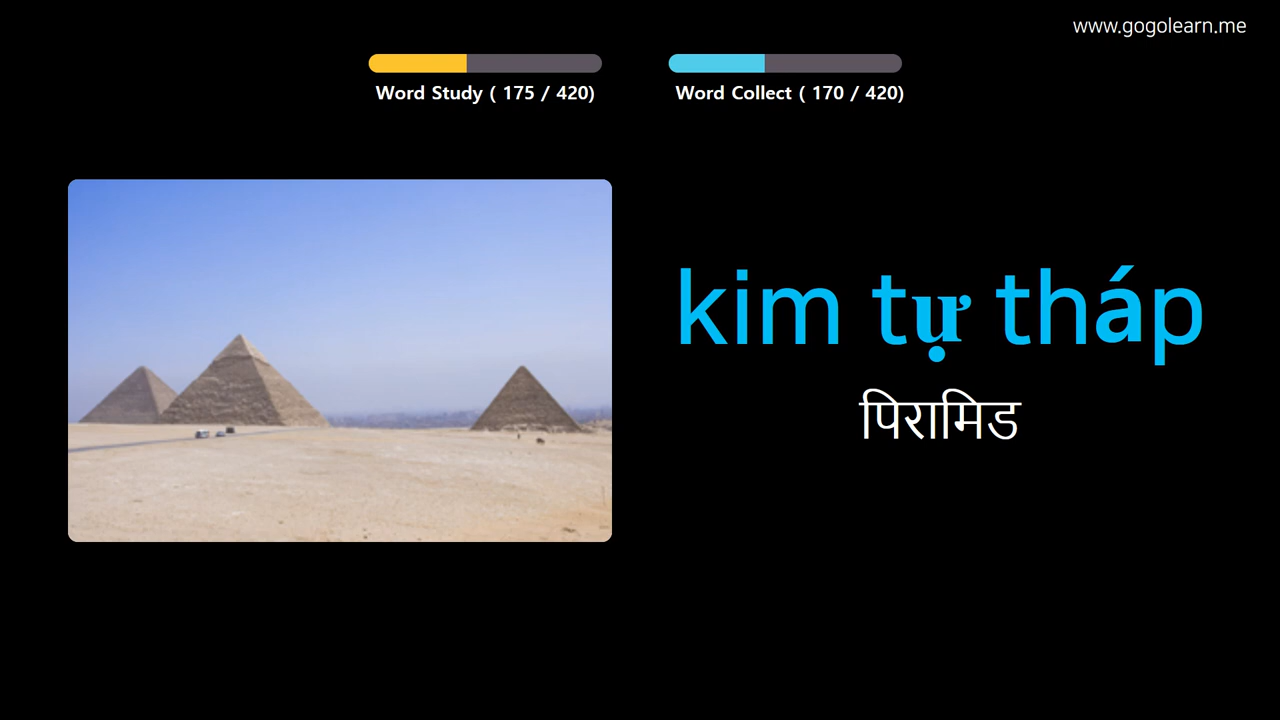 www.gogolearn.me
Word Study ( 175 / 420)
Word Collect ( 170 / 420)
kim tự tháp
पिरामिड